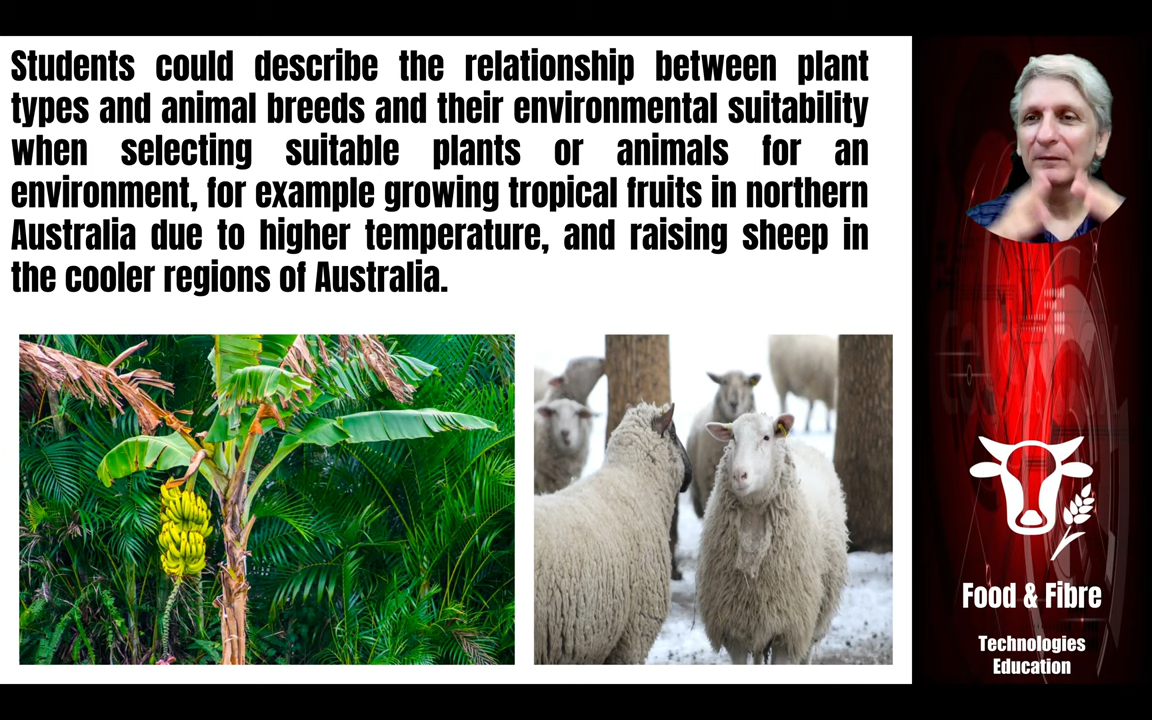 Students could describe the relationship between plant
types and animal breeds and their environmental suitability
when selecting suitable plants or animals for an
environment, for example growing tropical fruits in northern
Australia due to higher temperature, and raising sheep in
the cooler regions of Australia.
Food & Fibre
Technologies
Education